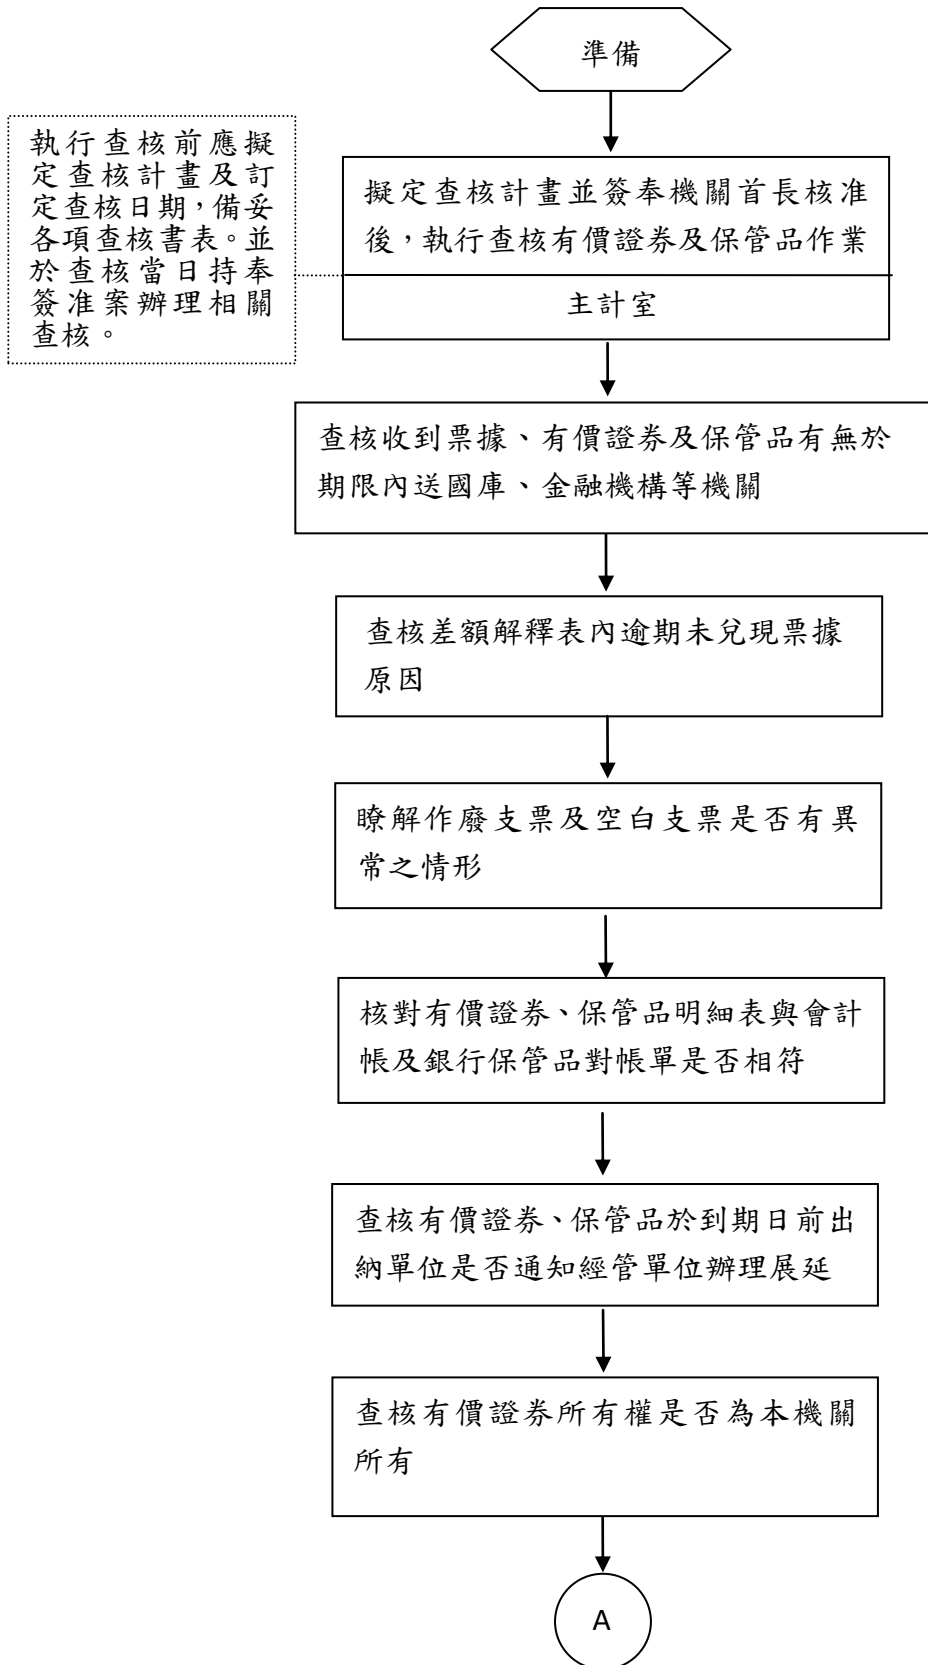 準備
執行查核前應擬
定查核計畫及訂
定查核日期，備妥
各項查核書表。並
於查核當日持奉
簽准案辦理相關
查核。
擬定查核計畫並簽奉機關首長核准
後，執行查核有價證券及保管品作業
主計室
查核收到票據、有價證券及保管品有無於
期限內送國庫、金融機構等機關
查核差額解釋表內逾期未兌現票據
原因
瞭解作廢支票及空白支票是否有異
常之情形
核對有價證券、保管品明細表與會計
帳及銀行保管品對帳單是否相符
查核有價證券、保管品於到期日前出
納單位是否通知經管單位辦理展延
查核有價證券所有權是否為本機關
所有
A